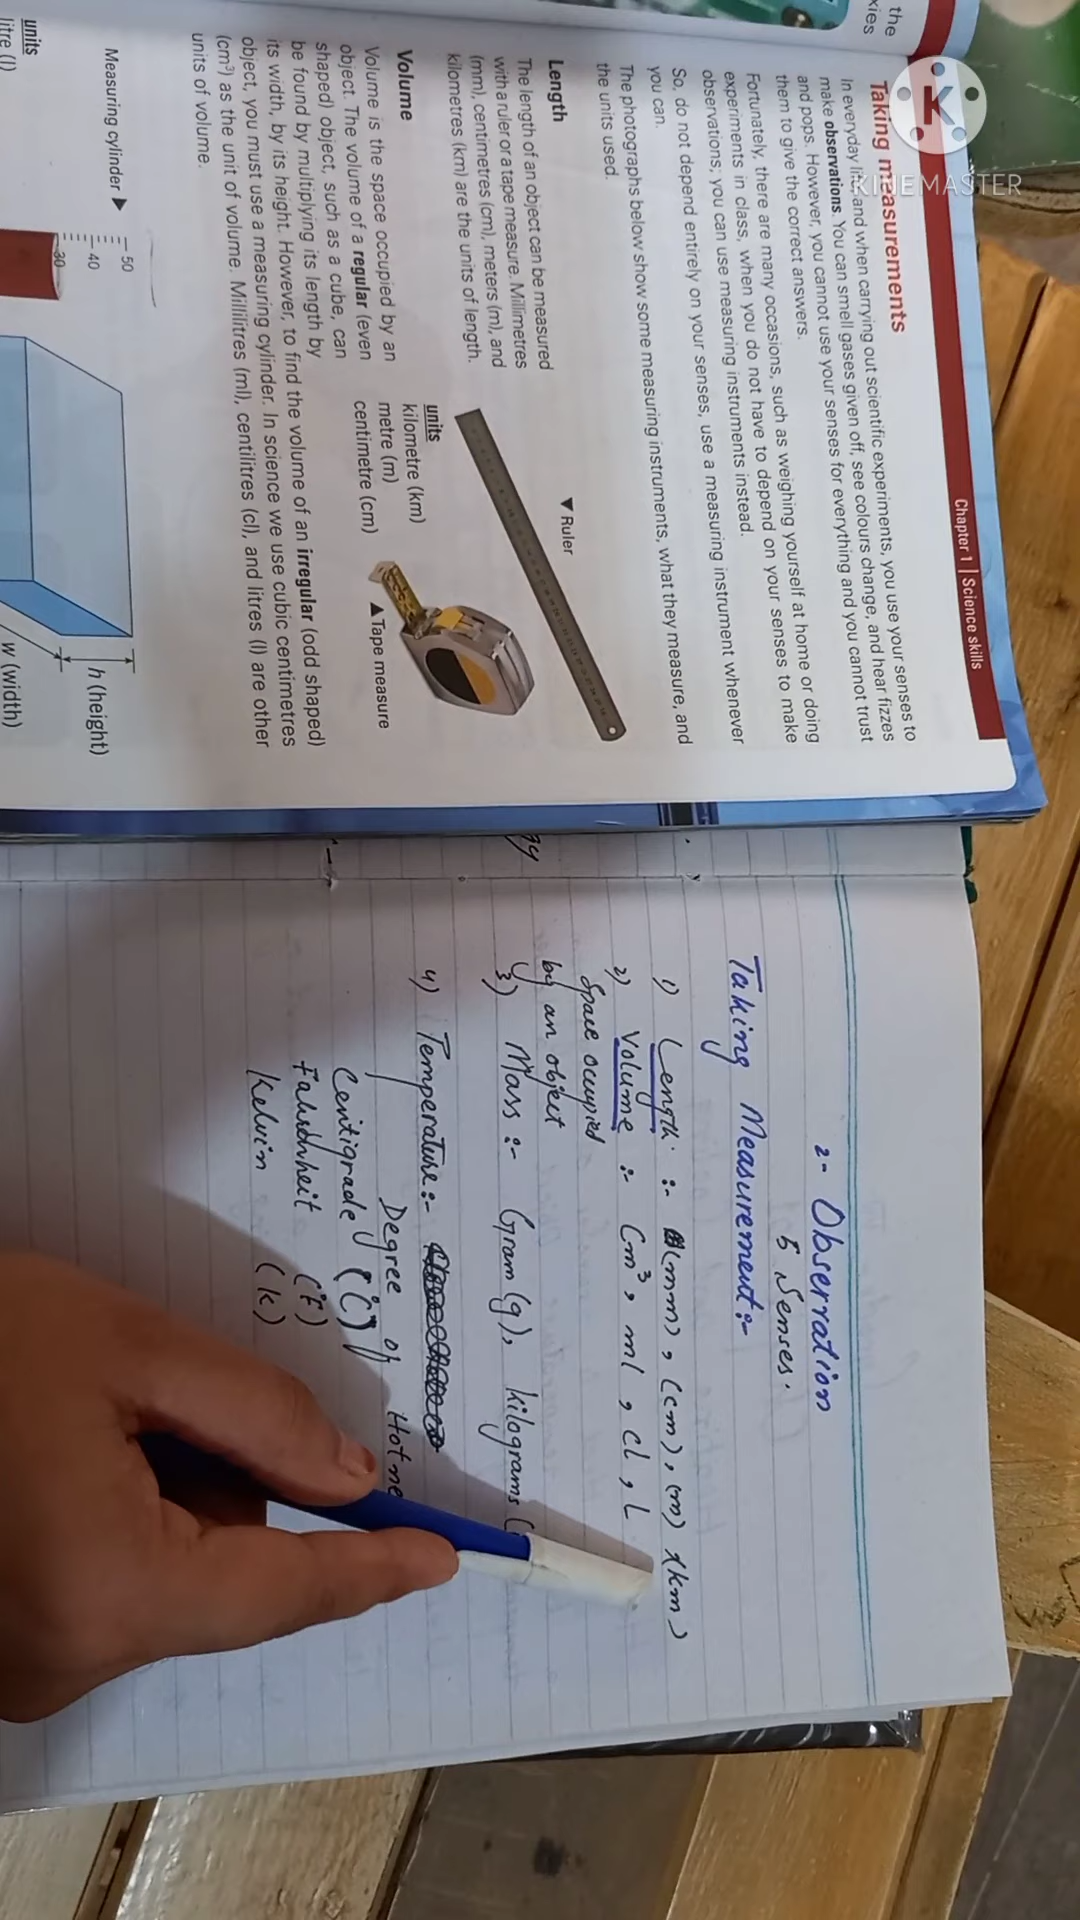 the
xies
KINEMASTER
Chapter 1 | Science skills
Taking measurements
In everyday life and when carrying out scientific experiments, you use your senses to
make observations. You can smell gases given off, see colours change, and hear fizzes
and pops. However, you cannot use your senses for everything and you cannot trust
them to give the correct answers.
Fortunately, there are many occasions, such as weighing yourself at home or doing
experiments in class, when you do not have to depend on your senses to make
observations; you can use measuring instruments instead.
So, do not depend entirely on your senses, use a measuring instrument whenever
you can.
The photographs below show some measuring instruments, what they measure, and
the units used.
Length
The length of an object can be measured
with a ruler or a tape measure. Millimetres
(mm), centimetres (cm), meters (m), and
kilometres (km) are the units of length.
▼ Ruler
units
kilometre (km)
metre (m)
centimetre (cm)
▲ Tape measure
Volume
Volume is the space occupied by an
object. The volume of a regular (even
shaped) object, such as a cube, can
be found by multiplying its length by
its width, by its height. However, to find the volume of an irregular (odd shaped)
object, you must use a measuring cylinder. In science we use cubic centimetres
(cm³) as the unit of volume. Millilitres (ml), centilitres (cl), and litres (l) are other
units of volume.
Measuring cylinder ▶
50
40
30
h (height)
w (width)
units
litre (l)
2- Observation
5 Senses.
Taking Measurement:-
1) Length :- (mm), (cm), (m) (km)
2) Volume :- Cm³, ml, cl, L
Space occupied
by an object
3) Mass :- Gram (g), kilograms (
4) Temperature:-
Degree of Hotne
Centigrade (°C)
Fahrenheit (°F)
Kelvin (k)